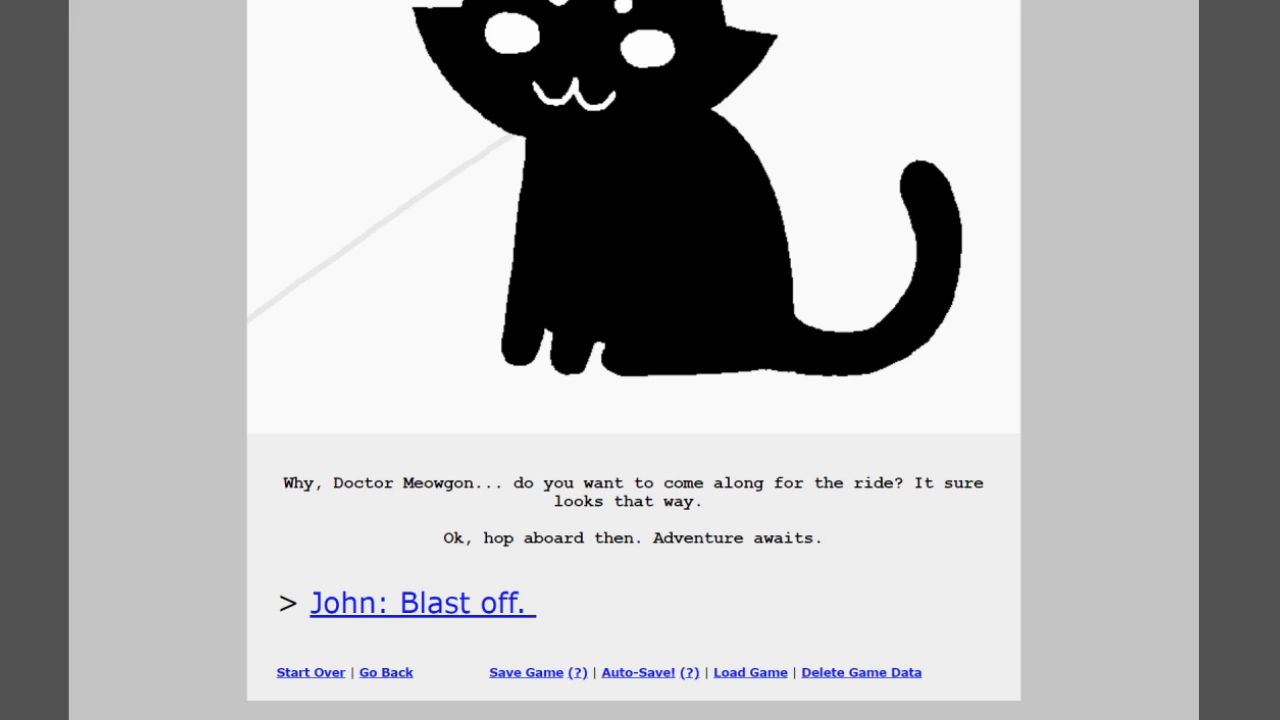 Why, Doctor Meowgon... do you want to come along for the ride? It sure
looks that way.
Ok, hop aboard then. Adventure awaits.
> John: Blast off.
Start Over | Go Back Save Game (?) | Auto-Save! (?) | Load Game | Delete Game Data